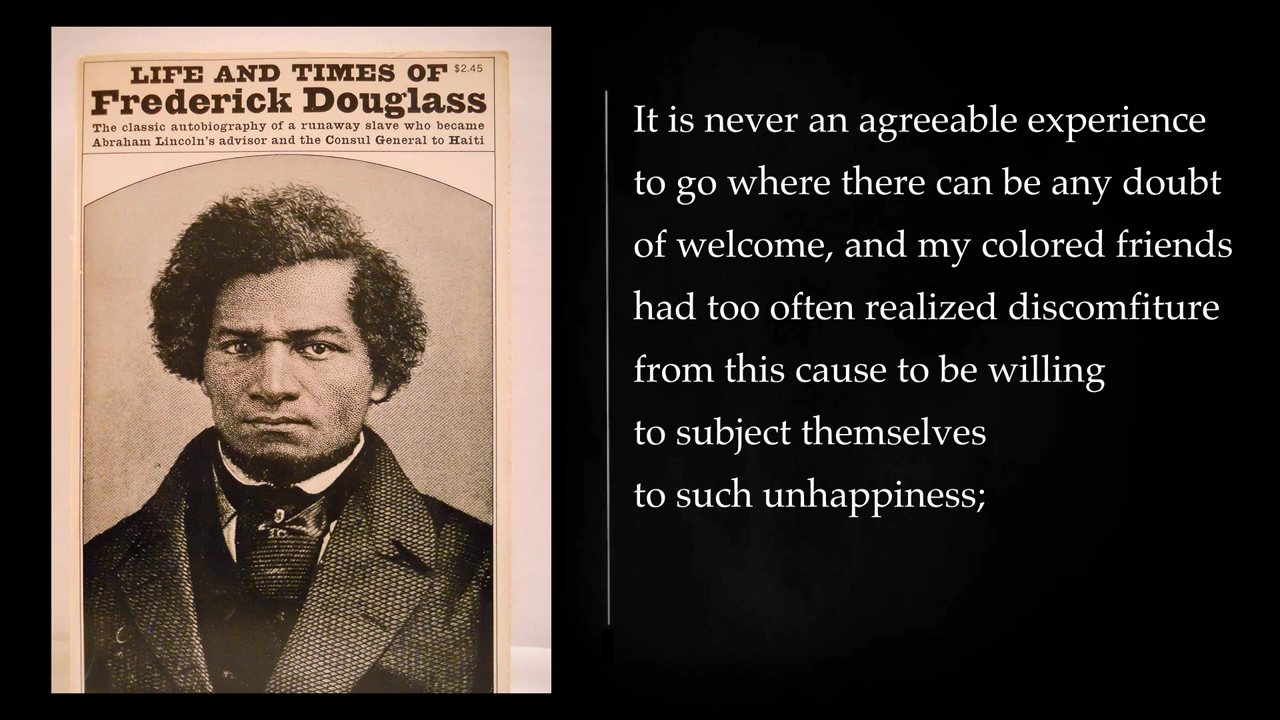 LIFE AND TIMES OF $2.45
Frederick Douglass
The classic autobiography of a runaway slave who became
Abraham Lincoln's advisor and the Consul General to Haiti
It is never an agreeable experience
to go where there can be any doubt
of welcome, and my colored friends
had too often realized discomfiture
from this cause to be willing
to subject themselves
to such unhappiness;